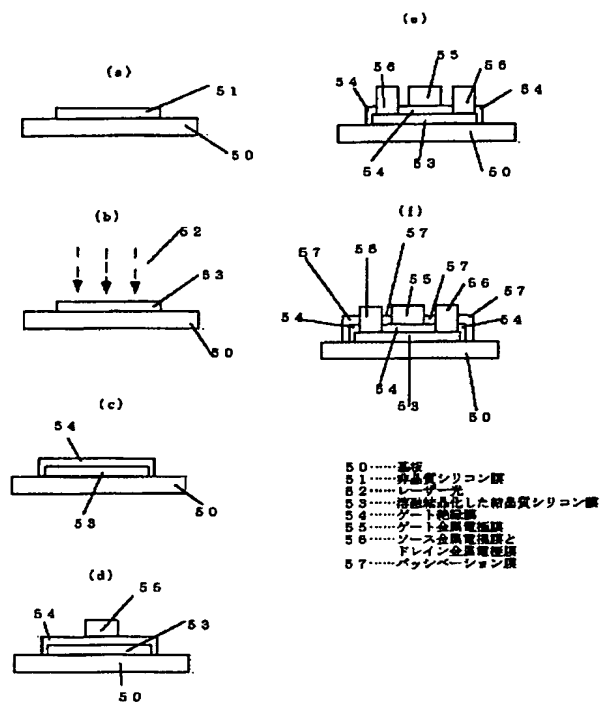 (a)
51
50
(b)
52
53
50
(c)
54
53
50
(d)
55
54
53
50
(e)
55
56 56
54 54
54 53 50
(f)
57 56 57 55 57 56 57
54 54
54 53 50
50……基板
51……非晶質シリコン膜
52……レーザー光
53……溶融結晶化した結晶質シリコン膜
54……ゲート絶縁膜
55……ゲート金属電極膜
56……ソース金属電極膜と
ドレイン金属電極膜
57……パッシベーション膜